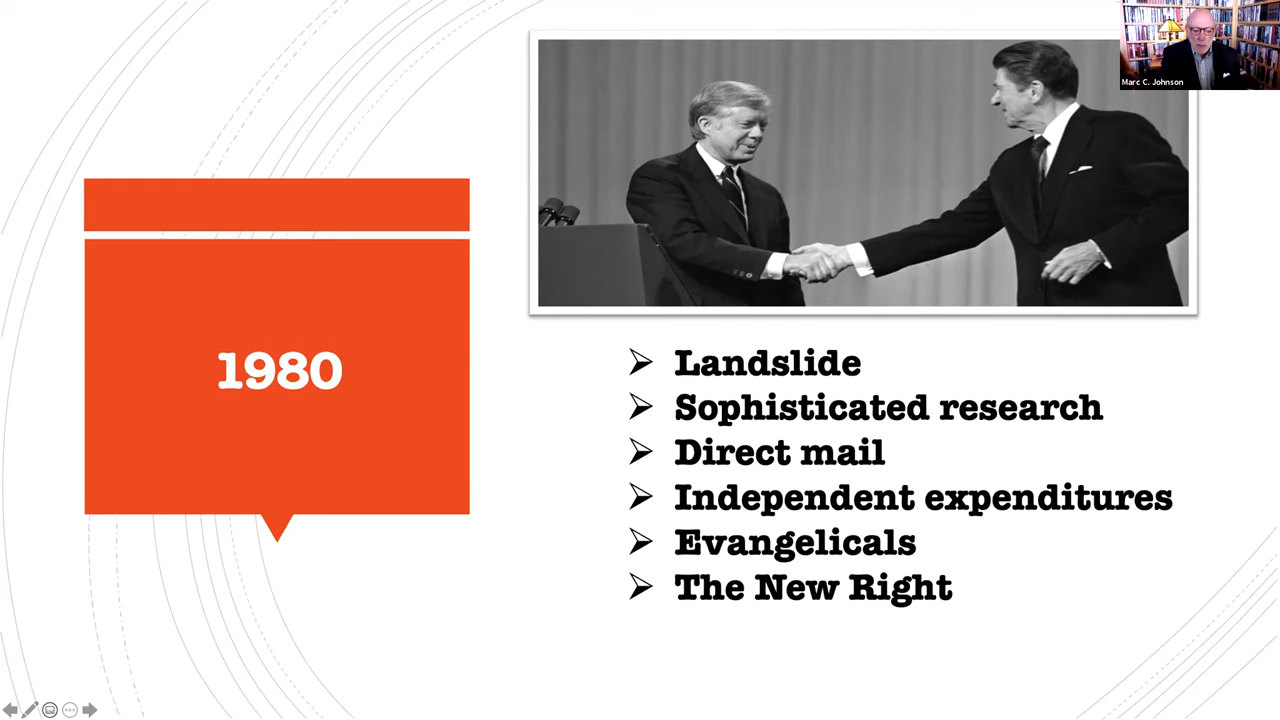 Marc C. Johnson
1980
Landslide
Sophisticated research
Direct mail
Independent expenditures
Evangelicals
The New Right